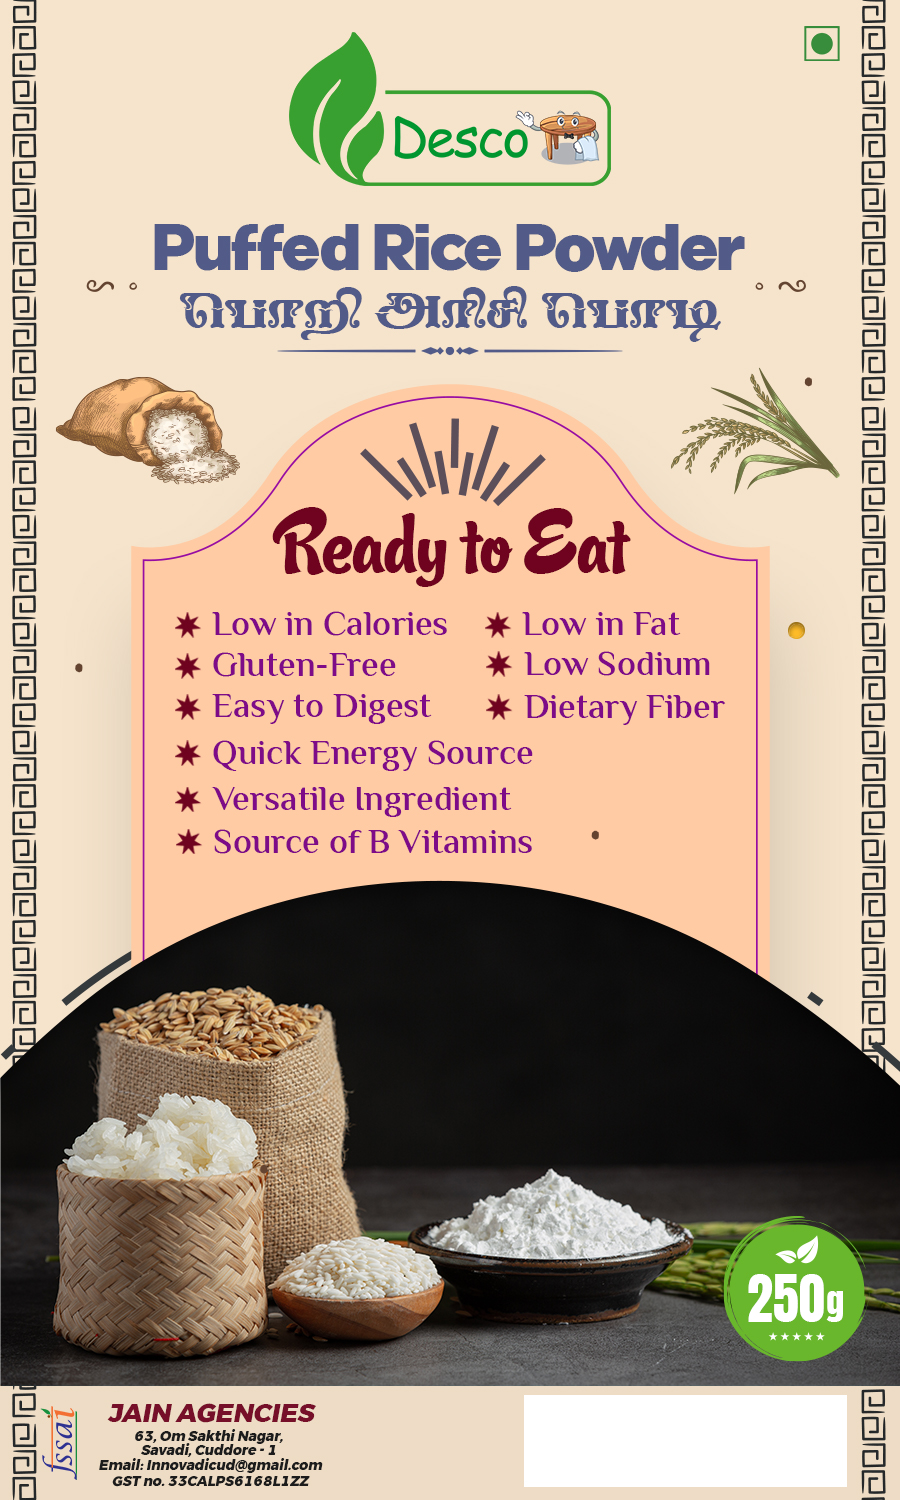 Desco
Puffed Rice Powder
பொறி அரிசி பொடி
Ready to Eat
Low in Calories
Low in Fat
Gluten-Free
Low Sodium
Easy to Digest
Dietary Fiber
Quick Energy Source
Versatile Ingredient
Source of B Vitamins
250g
fssai
JAIN AGENCIES
63, Om Sakthi Nagar,
Savadi, Cuddore - 1
Email: Innovadicud@gmail.com
GST no. 33CALPS6168L1ZZ